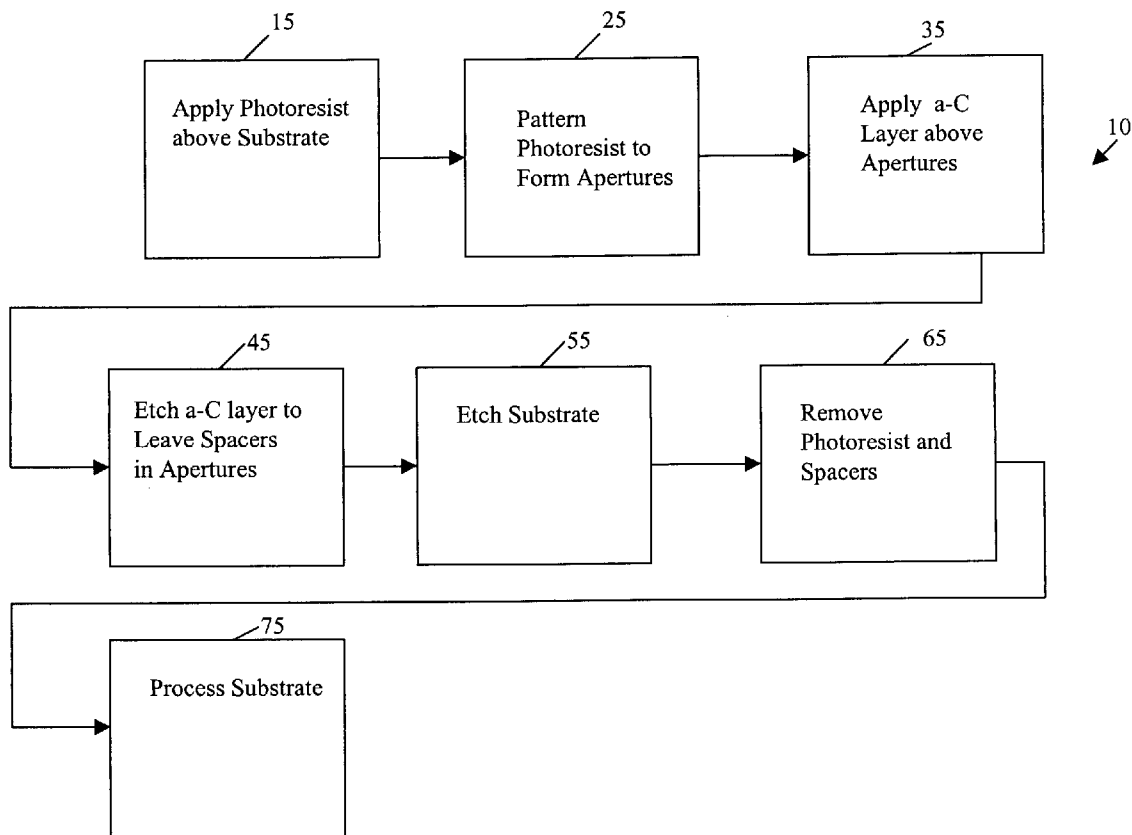 15
25
35
Apply Photoresist
above Substrate
Pattern
Photoresist to
Form Apertures
Apply a-C
Layer above
Apertures
10
45
55
65
Etch a-C layer to
Leave Spacers
in Apertures
Etch Substrate
Remove
Photoresist and
Spacers
75
Process Substrate